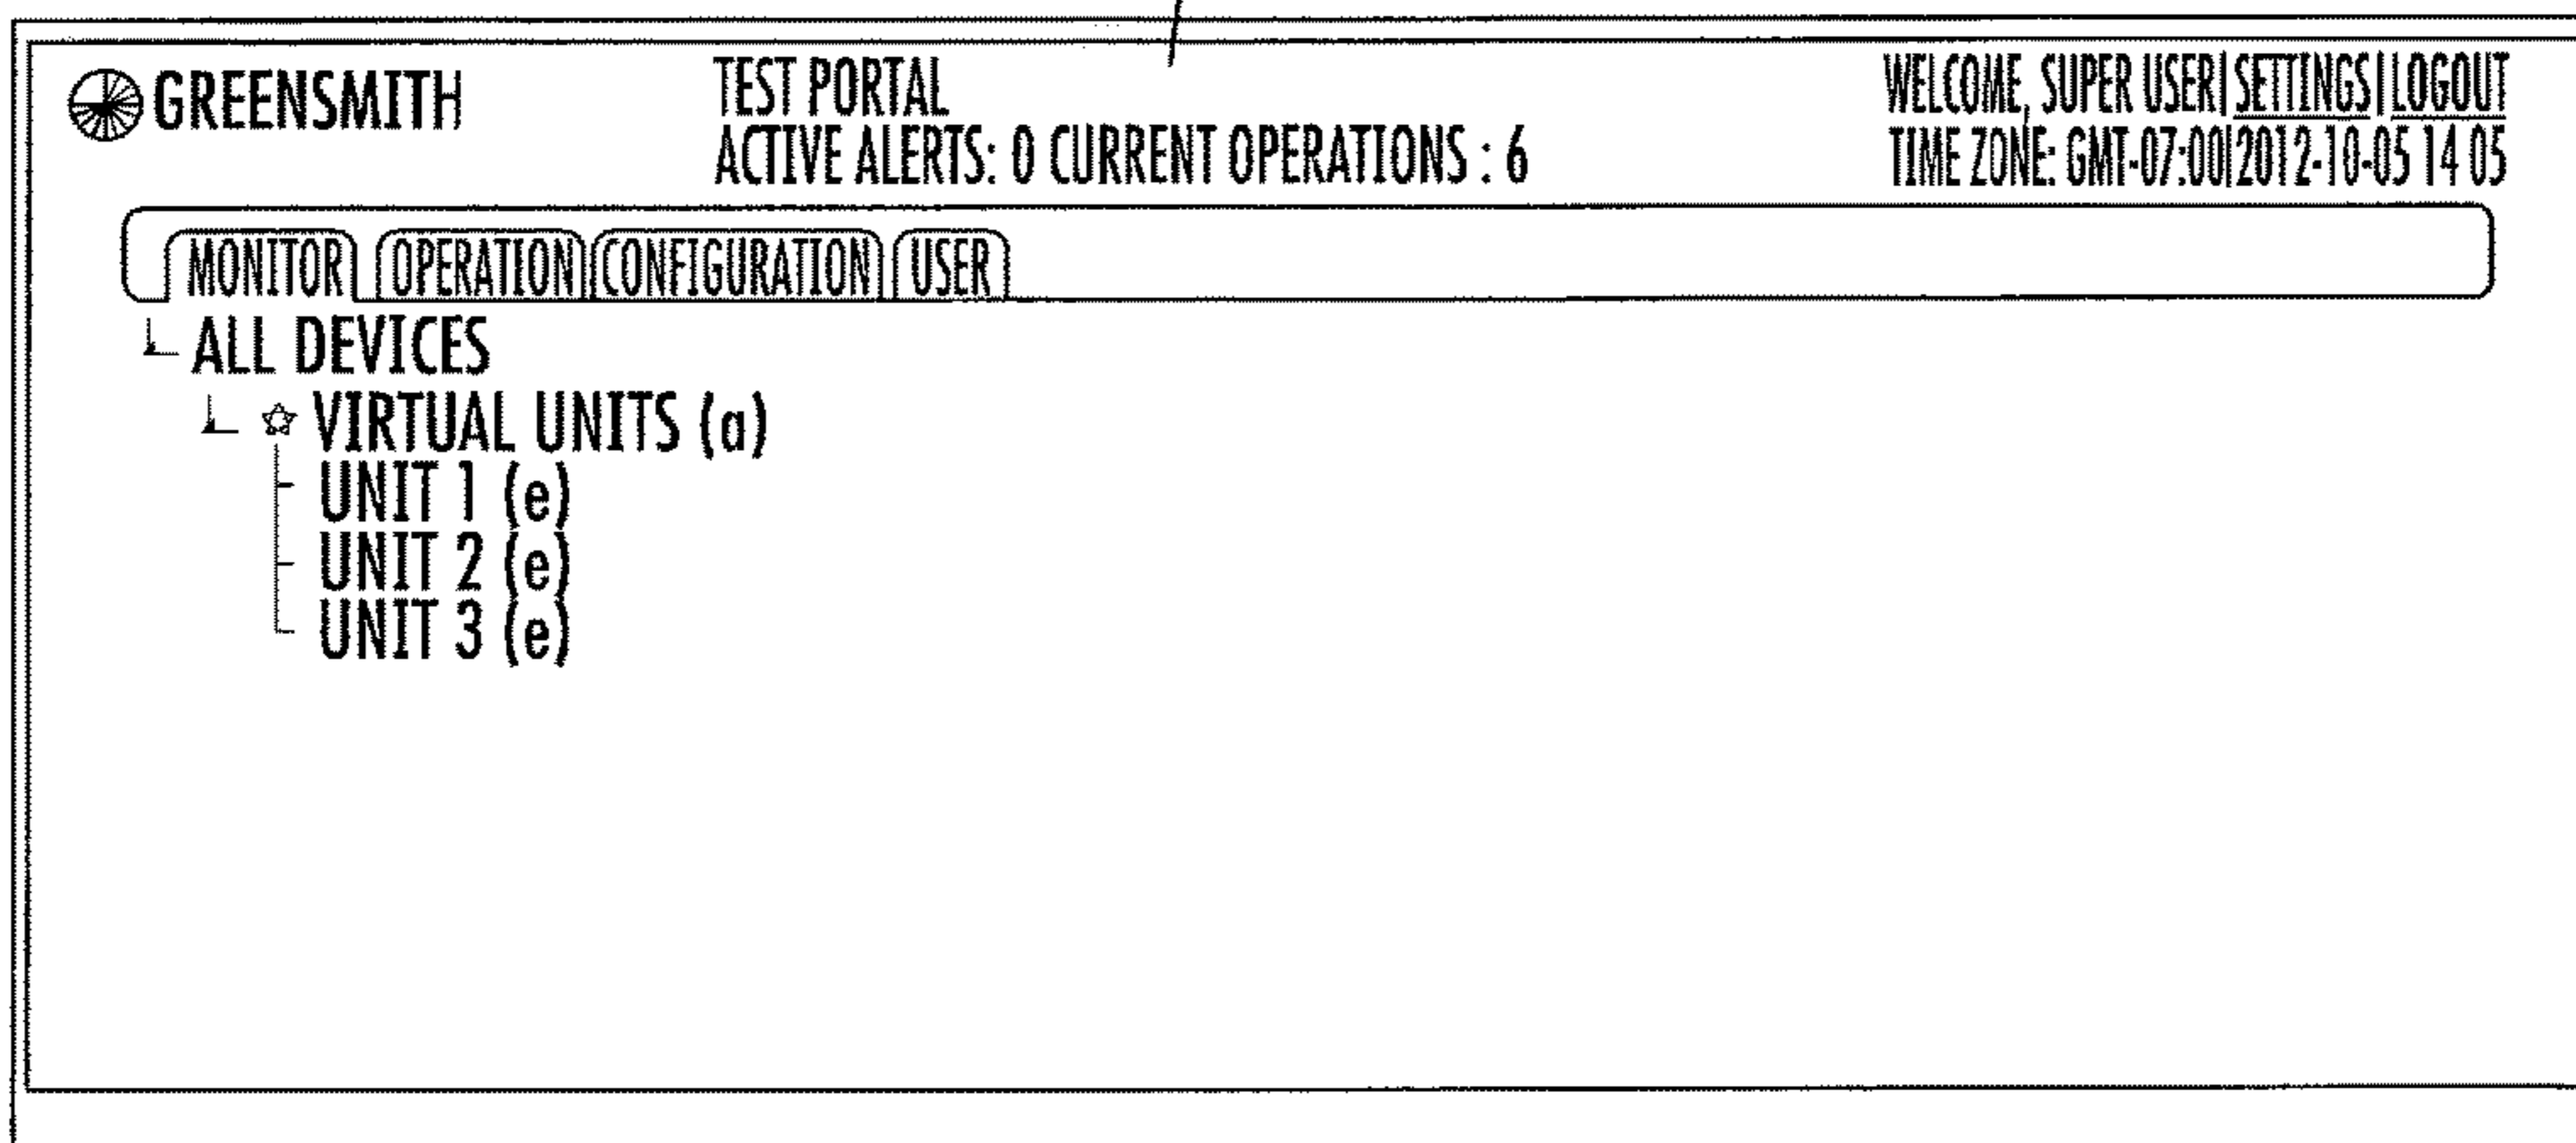 GREENSMITH
TEST PORTAL
ACTIVE ALERTS: 0 CURRENT OPERATIONS : 6
WELCOME, SUPER USER|SETTINGS|LOGOUT
TIME ZONE: GMT-07:00|2012-10-05 14 05
MONITOR OPERATION CONFIGURATION USER
ALL DEVICES
VIRTUAL UNITS (a)
UNIT 1 (e)
UNIT 2 (e)
UNIT 3 (e)